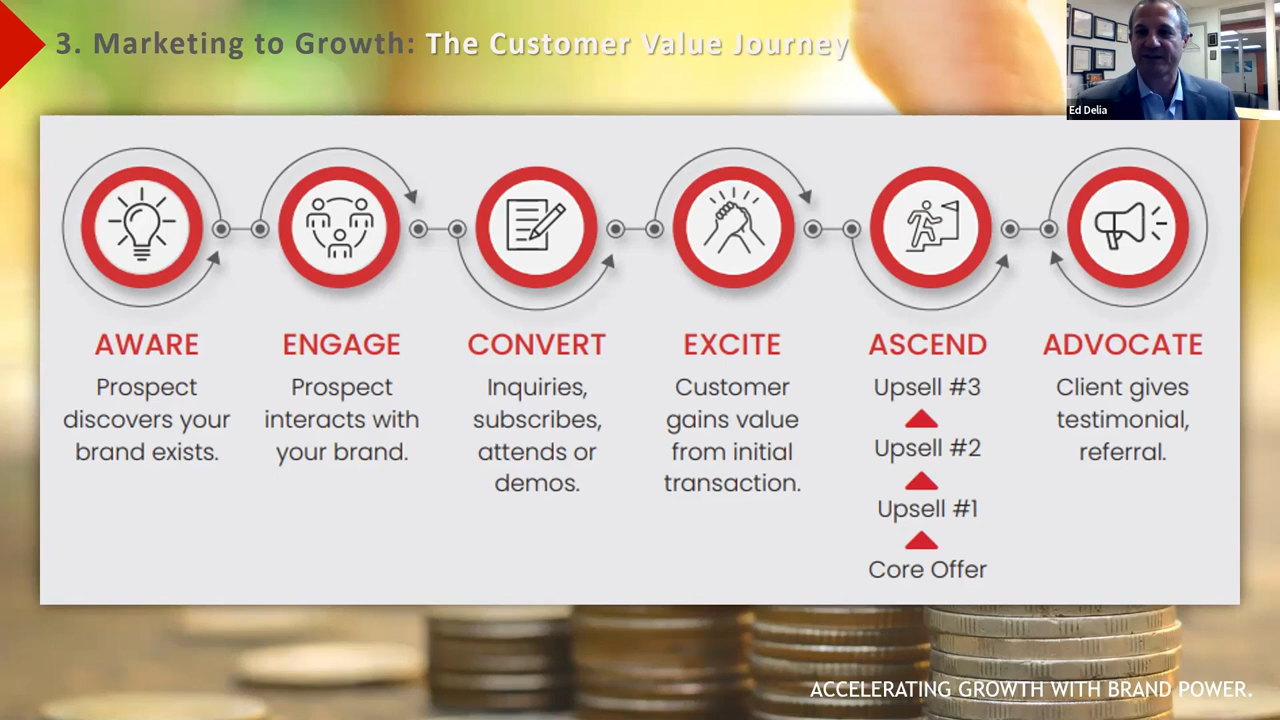 3. Marketing to Growth: The Customer Value Journey
Ed Delia
AWARE
Prospect
discovers your
brand exists.
ENGAGE
Prospect
interacts with
your brand.
CONVERT
Inquiries,
subscribes,
attends or
demos.
EXCITE
Customer
gains value
from initial
transaction.
ASCEND
Upsell #3
Upsell #2
Upsell #1
Core Offer
ADVOCATE
Client gives
testimonial,
referral.
ACCELERATING GROWTH WITH BRAND POWER.